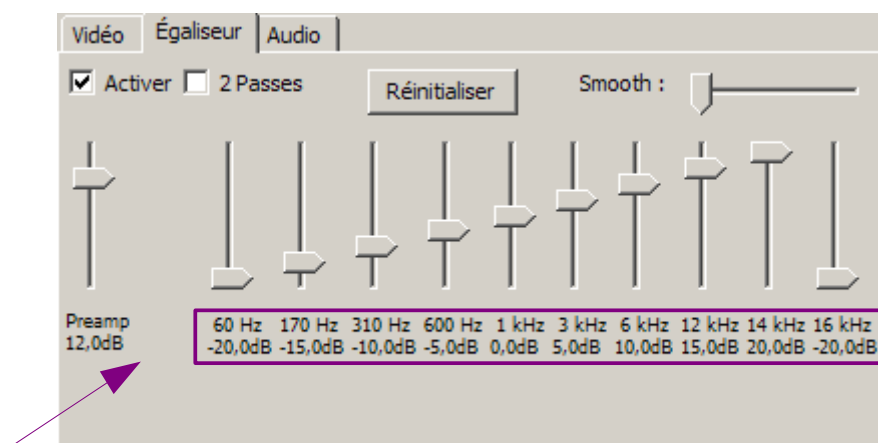 Vidéo Égaliseur Audio
Activer 2 Passes Réinitialiser Smooth :
Preamp 60 Hz 170 Hz 310 Hz 600 Hz 1 kHz 3 kHz 6 kHz 12 kHz 14 kHz 16 kHz
12,0dB -20,0dB -15,0dB -10,0dB -5,0dB 0,0dB 5,0dB 10,0dB 15,0dB 20,0dB -20,0dB